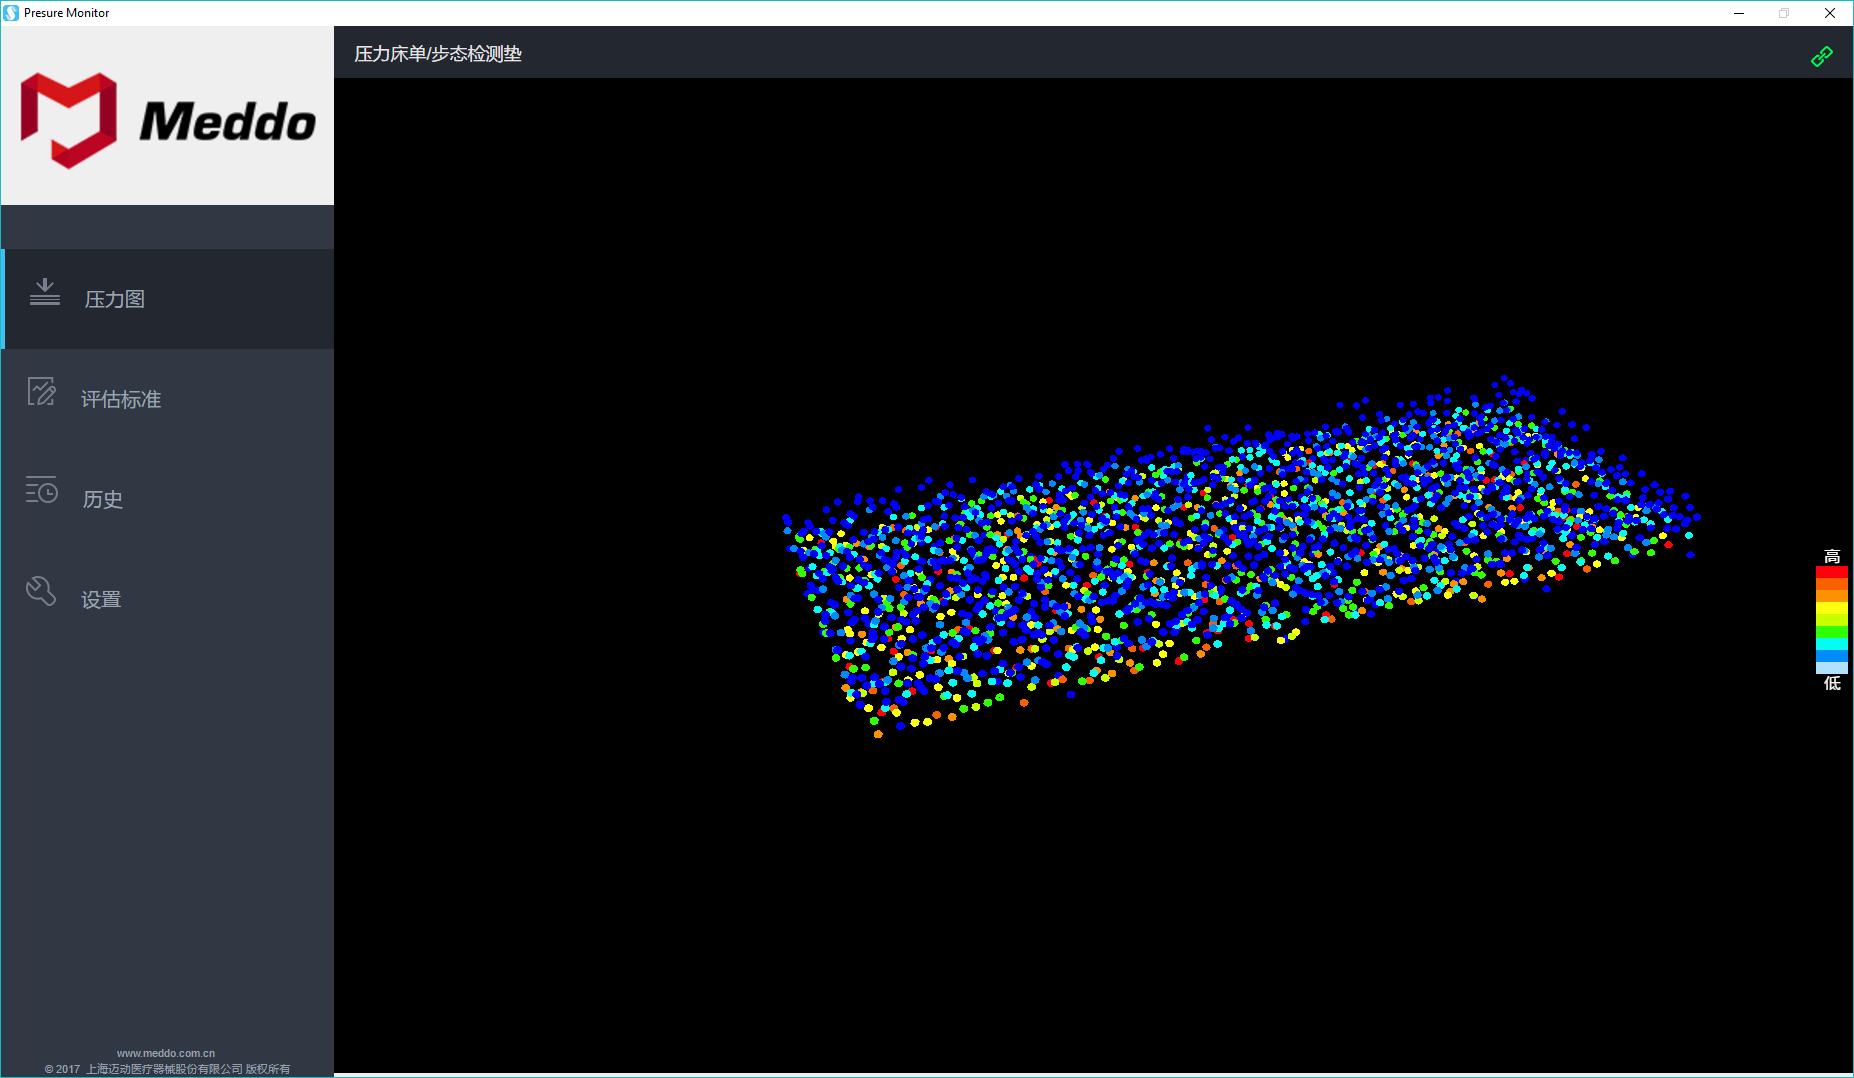 Presure Monitor
Meddo
压力床单/步态检测垫
压力图
评估标准
历史
设置
高
低
www.meddo.com.cn
© 2017 上海迈动医疗器械股份有限公司 版权所有